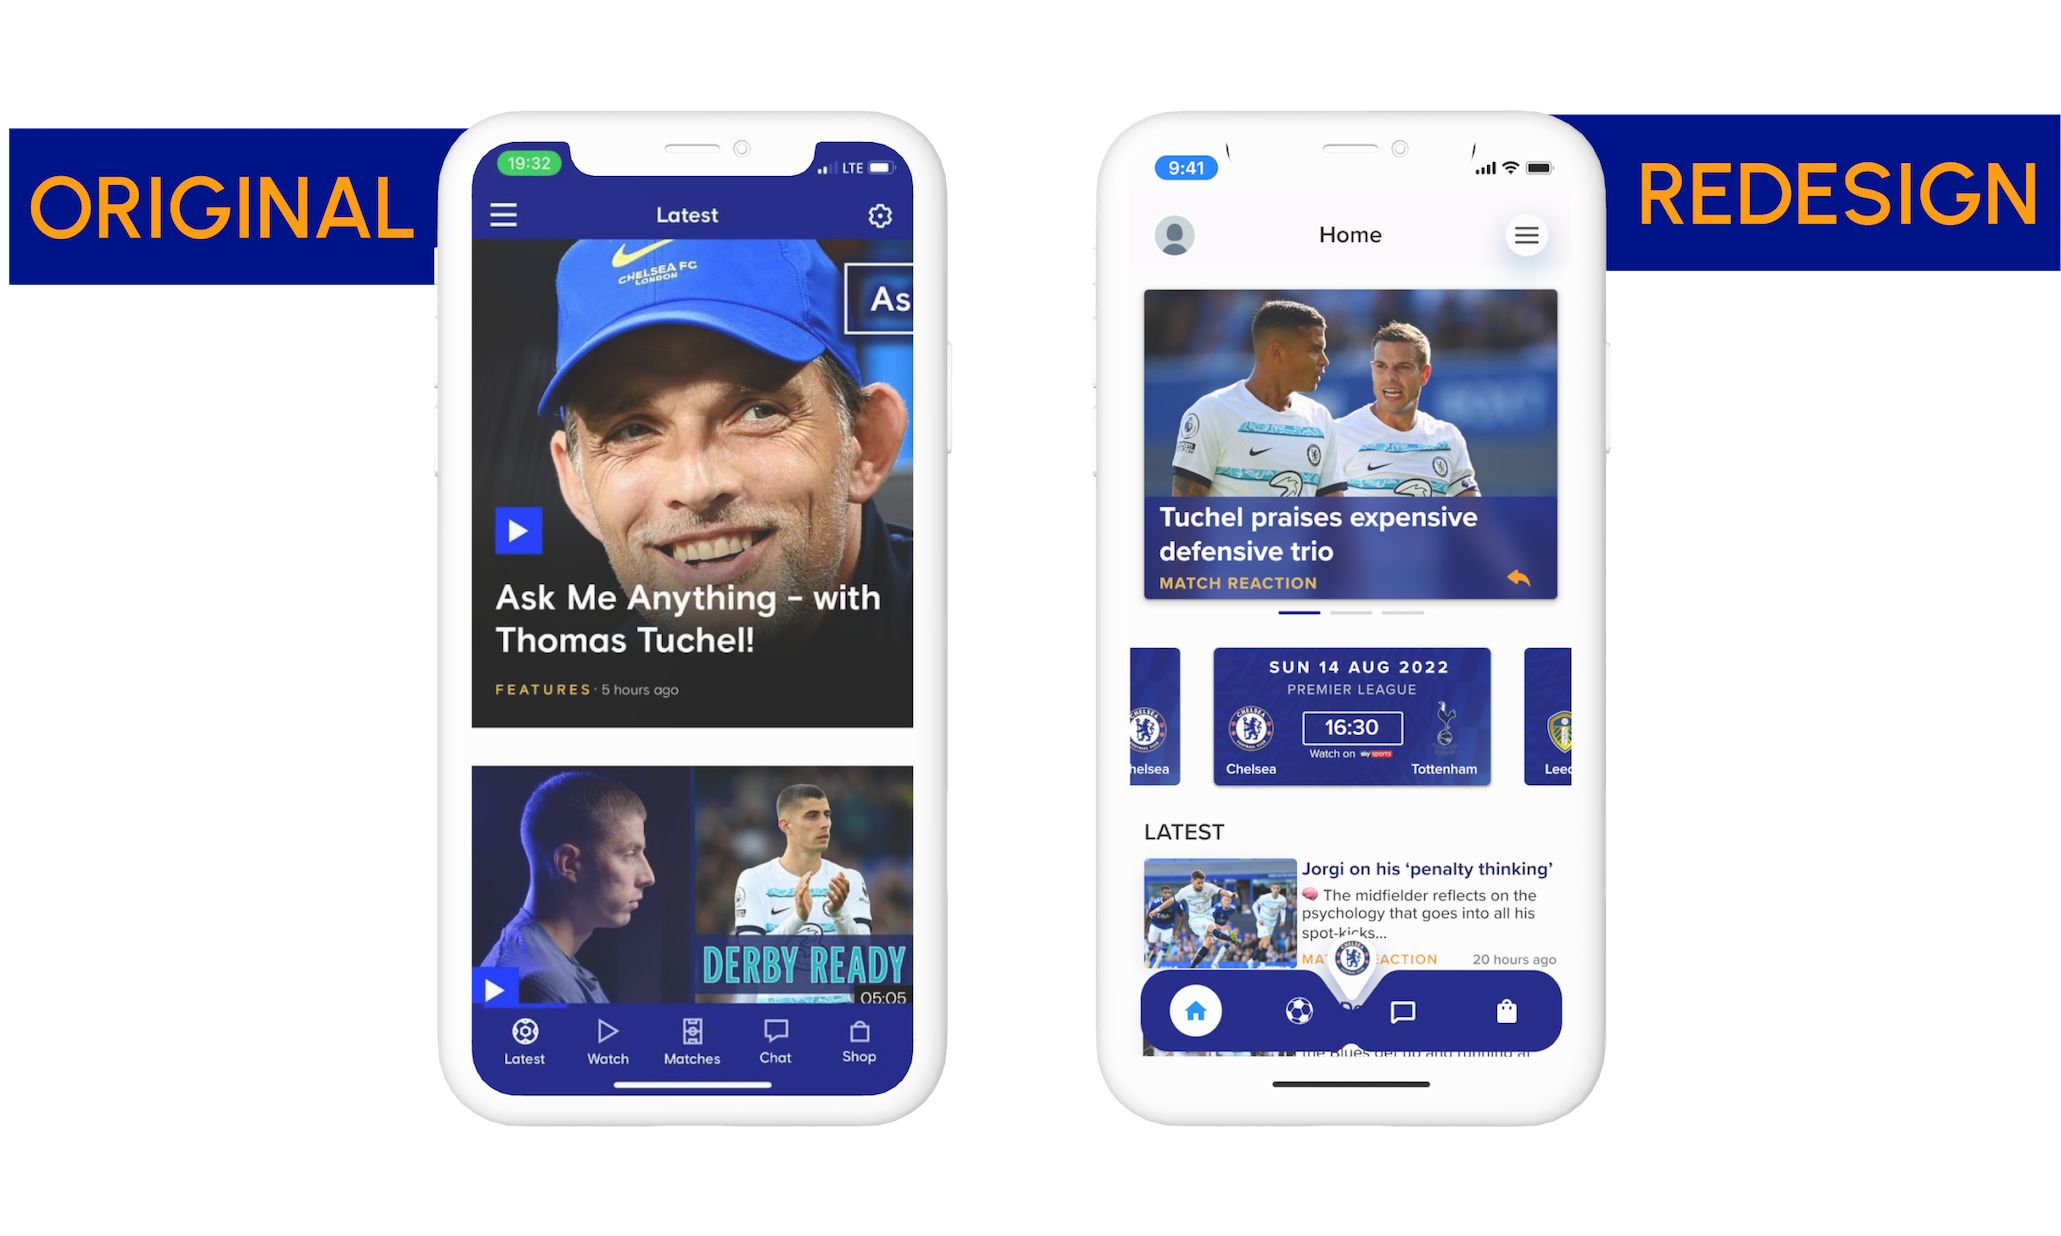 ORIGINAL
19:32
LTE
Latest
CHELSEA FC
LONDON
As
Ask Me Anything – with
Thomas Tuchel!
FEATURES · 5 hours ago
DERBY READY
05:05
Latest
Watch
Matches
Chat
Shop
REDESIGN
9:41
Home
Tuchel praises expensive
defensive trio
MATCH REACTION
SUN 14 AUG 2022
PREMIER LEAGUE
16:30
Watch on sky sports
helsea
Chelsea
Tottenham
Lee
LATEST
Jorgi on his ‘penalty thinking’
The midfielder reflects on the
psychology that goes into all his
spot-kicks...
MA EACTION 20 hours ago
the Blues get up and running at